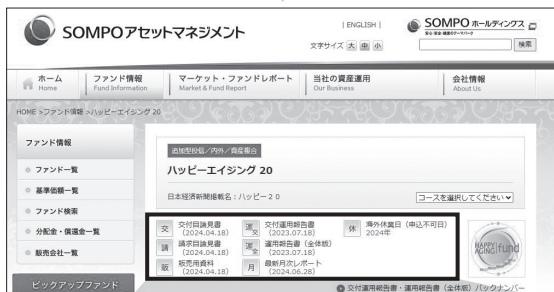 SOMPOアセットマネジメント
| ENGLISH |
SOMPO ホールディングス
安心・安全・健康のテーマパーク
文字サイズ 大 中 小
検索
ホーム
Home
ファンド情報
Fund Information
マーケット・ファンドレポート
Market & Fund Report
当社の資産運用
Our Business
会社情報
About Us
HOME >ファンド情報 >ハッピーエイジング 20
ファンド情報
ファンド一覧
基準価額一覧
ファンド検索
分配金・償還金一覧
販売会社一覧
ピックアップファンド
追加型投信／内外／資産複合
ハッピーエイジング 20
日本経済新聞掲載名：ハッピー２０
コースを選択してください
交 交付目論見書
(2024.04.18)
運交 交付運用報告書
(2023.07.18)
休 海外休業日（申込不可日）
2024年
請 請求目論見書
(2024.04.18)
運全 運用報告書（全体版）
(2023.07.18)
販 販売用資料
(2024.04.18)
月 最新月次レポート
(2024.06.28)
HAPPY AGING fund
交付運用報告書・運用報告書（全体版）バックナンバー